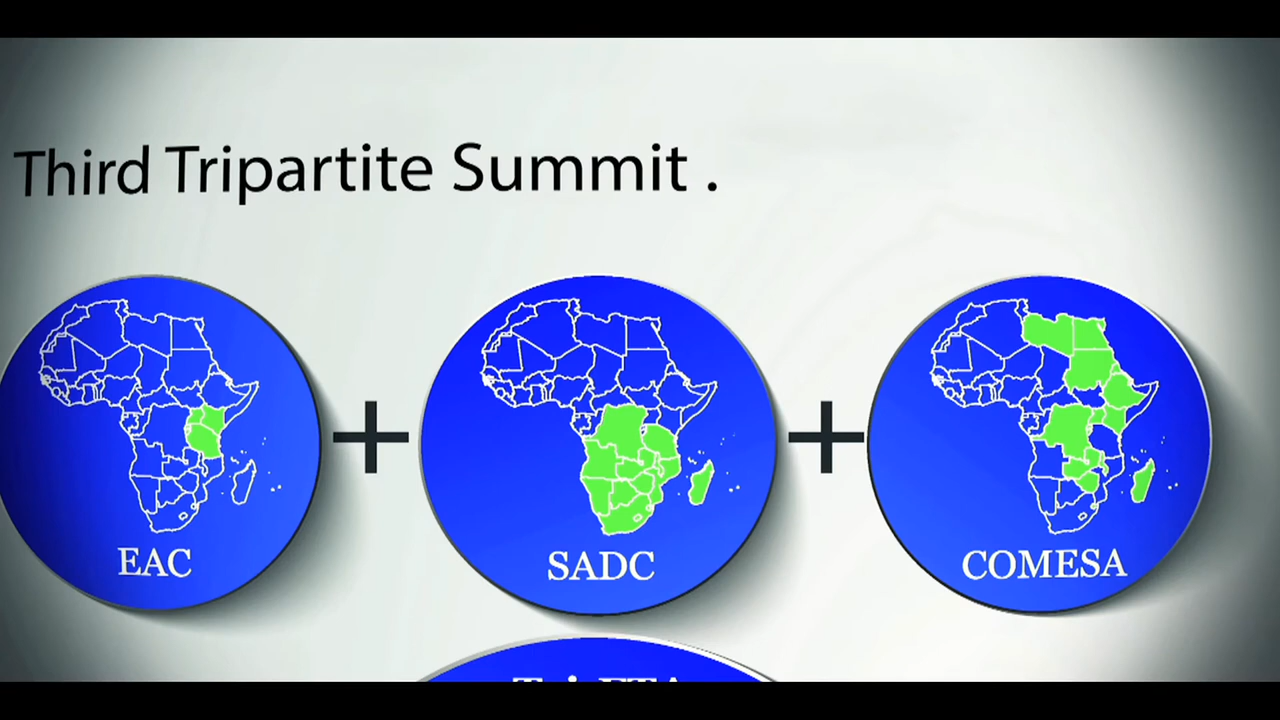 Third Tripartite Summit .
+ +
EAC SADC COMESA